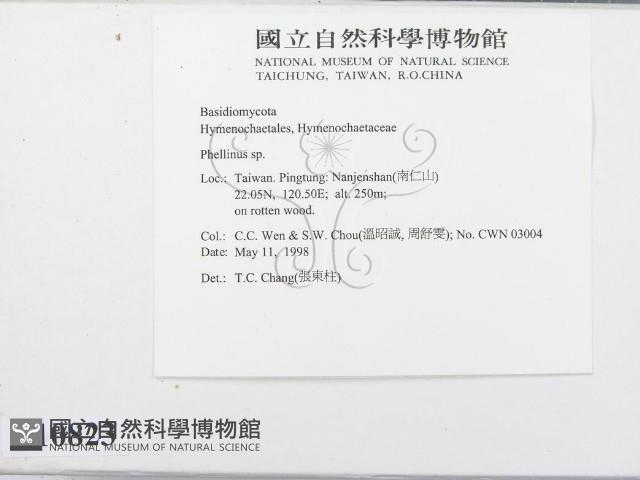 國立自然科學博物館
NATIONAL MUSEUM OF NATURAL SCIENCE
TAICHUNG, TAIWAN, R.O.CHINA
Basidiomycota
Hymenochaetales, Hymenochaetaceae
Phellinus sp.
Loc.: Taiwan. Pingtung: Nanjenshan(南仁山)
22.05N, 120.50E; alt. 250m;
on rotten wood.
Col.: C.C. Wen & S.W. Chou(溫昭誠, 周舒雯); No. CWN 03004
Date: May 11, 1998
Det.: T.C. Chang(張東柱)
國立自然科學博物館
NATIONAL MUSEUM OF NATURAL SCIENCE